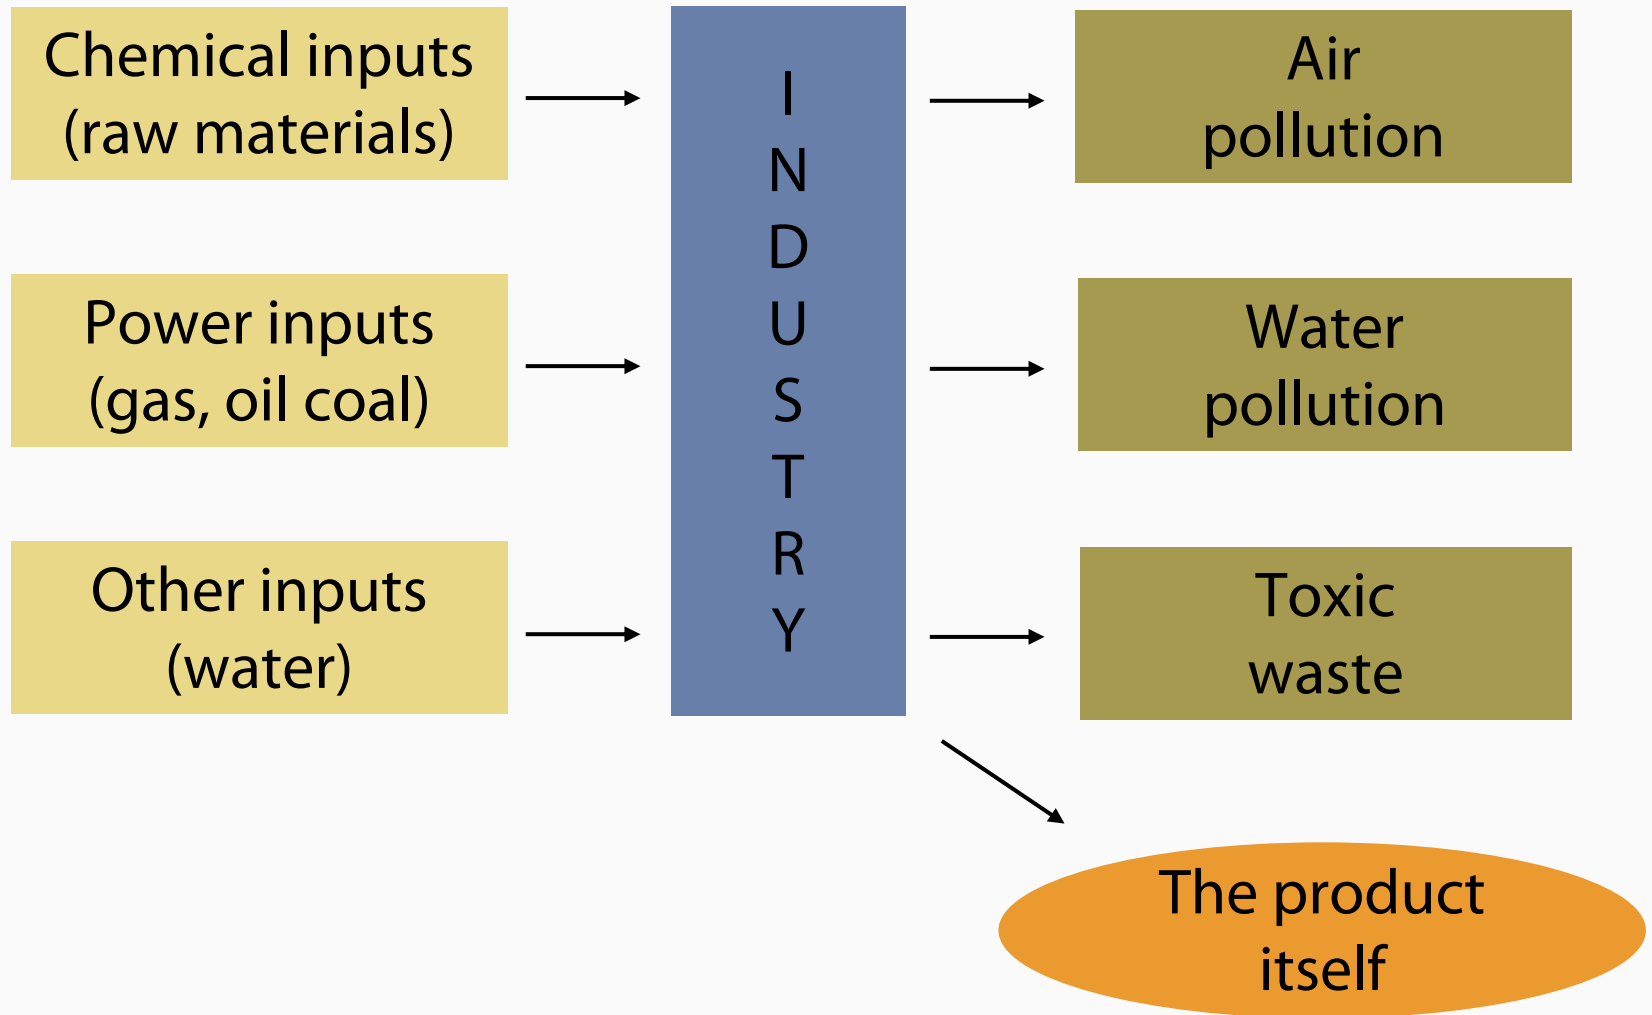 Chemical inputs
(raw materials)
Power inputs
(gas, oil coal)
Other inputs
(water)
I
N
D
U
S
T
R
Y
Air
pollution
Water
pollution
Toxic
waste
The product
itself